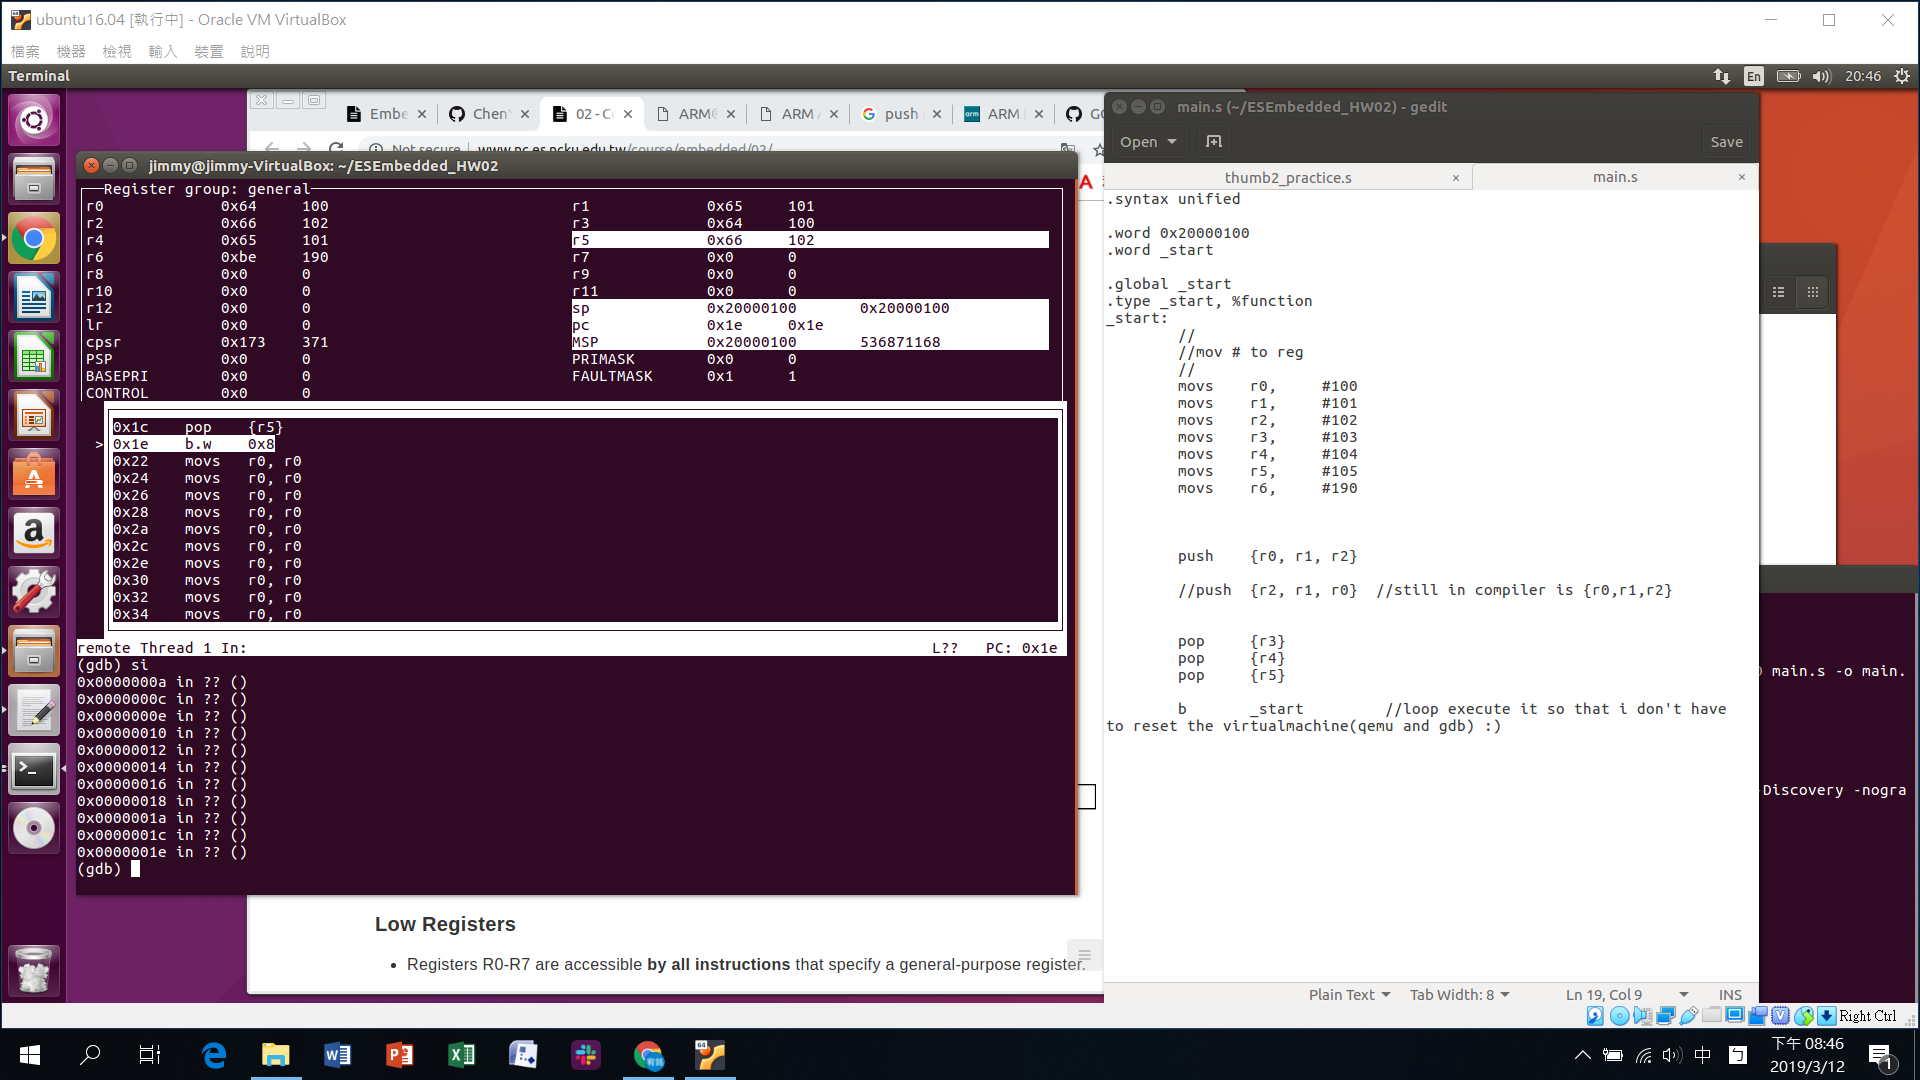 ubuntu16.04 [執行中] - Oracle VM VirtualBox
檔案 機器 檢視 輸入 裝置 說明
Terminal
En
20:46
Embe
ChenY
02 - Co
ARM®
ARM
push
ARM
GC
Not secure | www.nc.es.ncku.edu.tw/course/embedded/02/
jimmy@jimmy-VirtualBox: ~/ESEmbedded_HW02
Register group: general
r0 0x64 100 r1 0x65 101
r2 0x66 102 r3 0x64 100
r4 0x65 101 r5 0x66 102
r6 0xbe 190 r7 0x0 0
r8 0x0 0 r9 0x0 0
r10 0x0 0 r11 0x0 0
r12 0x0 0 sp 0x20000100 0x20000100
lr 0x0 0 pc 0x1e 0x1e
cpsr 0x173 371 MSP 0x20000100 536871168
PSP 0x0 0 PRIMASK 0x0 0
BASEPRI 0x0 0 FAULTMASK 0x1 1
CONTROL 0x0 0
0x1c pop {r5}
> 0x1e b.w 0x8
0x22 movs r0, r0
0x24 movs r0, r0
0x26 movs r0, r0
0x28 movs r0, r0
0x2a movs r0, r0
0x2c movs r0, r0
0x2e movs r0, r0
0x30 movs r0, r0
0x32 movs r0, r0
0x34 movs r0, r0
remote Thread 1 In: L?? PC: 0x1e
(gdb) si
0x0000000a in ?? ()
0x0000000c in ?? ()
0x0000000e in ?? ()
0x00000010 in ?? ()
0x00000012 in ?? ()
0x00000014 in ?? ()
0x00000016 in ?? ()
0x00000018 in ?? ()
0x0000001a in ?? ()
0x0000001c in ?? ()
0x0000001e in ?? ()
(gdb)
Low Registers
• Registers R0-R7 are accessible by all instructions that specify a general-purpose register.
main.s (~/ESEmbedded_HW02) - gedit
Open
Save
thumb2_practice.s ×
main.s ×
.syntax unified
.word 0x20000100
.word _start
.global _start
.type _start, %function
_start:
//
//mov # to reg
//
movs r0, #100
movs r1, #101
movs r2, #102
movs r3, #103
movs r4, #104
movs r5, #105
movs r6, #190
push {r0, r1, r2}
//push {r2, r1, r0} //still in compiler is {r0,r1,r2}
pop {r3}
pop {r4}
pop {r5}
b _start //loop execute it so that i don't have
to reset the virtualmachine(qemu and gdb) :)
Plain Text Tab Width: 8 Ln 19, Col 9 INS
main.s -o main.
-Discovery -nogra
Right Ctrl
中
下午 08:46
2019/3/12
1